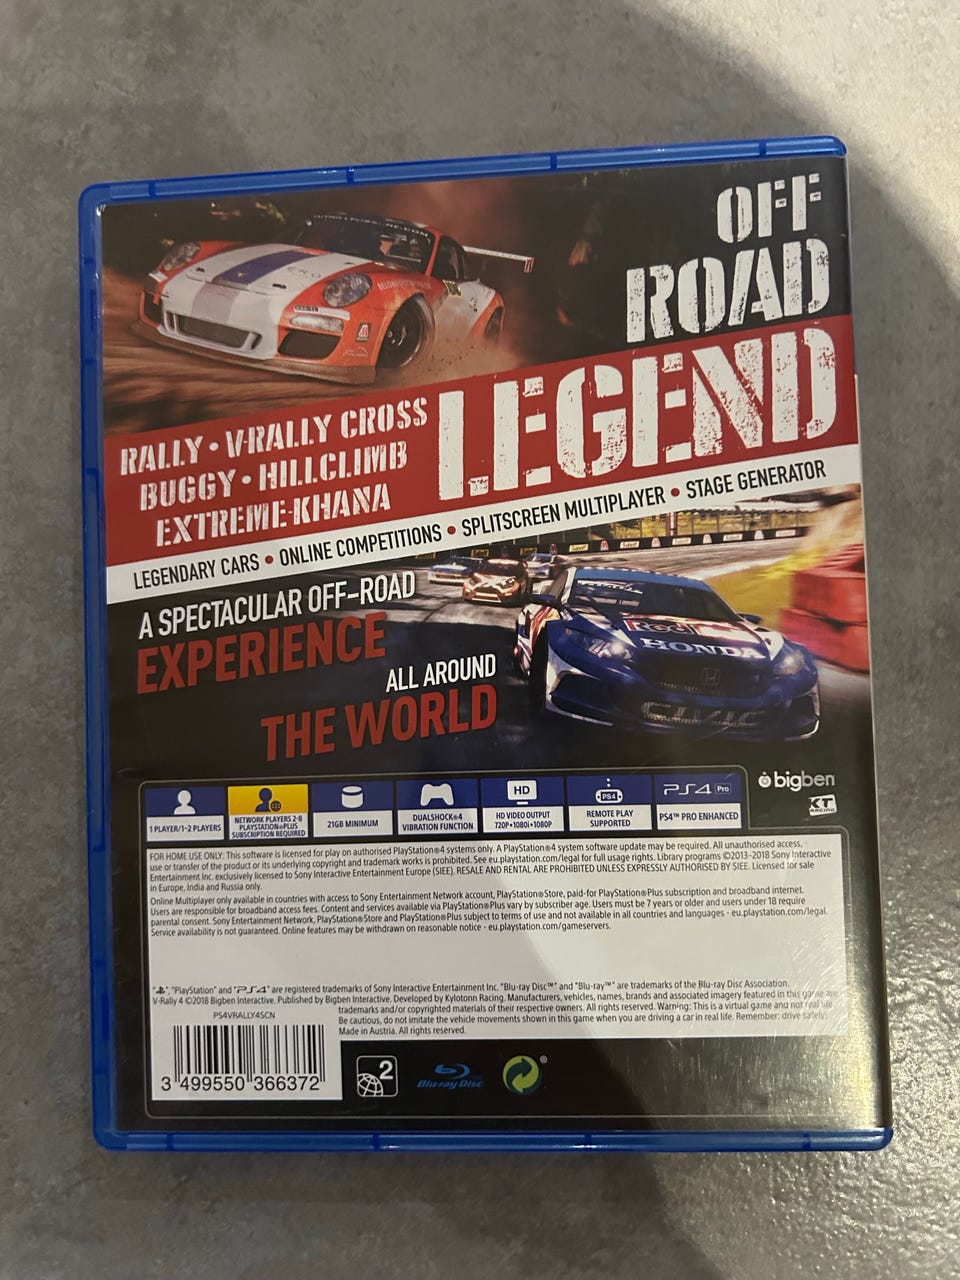 OFF
ROAD
LEGEND
RALLY • V-RALLY CROSS
BUGGY • HILLCLIMB
EXTREME-KHANA
LEGENDARY CARS • ONLINE COMPETITIONS • SPLITSCREEN MULTIPLAYER • STAGE GENERATOR
A SPECTACULAR OFF-ROAD
EXPERIENCE
ALL AROUND
THE WORLD
HONDA
bigben
KT
RACING
1 PLAYER/1-2 PLAYERS
NETWORK PLAYERS 2-8
PLAYSTATION®PLUS
SUBSCRIPTION REQUIRED
21GB MINIMUM
DUALSHOCK®4
VIBRATION FUNCTION
HD
HD VIDEO OUTPUT
720P•1080i•1080P
PS4
REMOTE PLAY
SUPPORTED
PS4 Pro
PS4™ PRO ENHANCED
FOR HOME USE ONLY: This software is licensed for play on authorised PlayStation®4 systems only. A PlayStation®4 system software update may be required. All unauthorised access,
use or transfer of the product or its underlying copyright and trademark works is prohibited. See eu.playstation.com/legal for full usage rights. Library programs ©2013-2018 Sony Interactive
Entertainment Inc. exclusively licensed to Sony Interactive Entertainment Europe (SIEE). RESALE AND RENTAL ARE PROHIBITED UNLESS EXPRESSLY AUTHORISED BY SIEE. Licensed for sale
in Europe, India and Russia only.
Online Multiplayer only available in countries with access to Sony Entertainment Network account, PlayStation®Store, paid-for PlayStation®Plus subscription and broadband internet.
Users are responsible for broadband access fees. Content and services available via PlayStation®Plus vary by subscriber age. Users must be 7 years or older and users under 18 require
parental consent. Sony Entertainment Network, PlayStation®Store and PlayStation®Plus subject to terms of use and not available in all countries and languages - eu.playstation.com/legal.
Service availability is not guaranteed. Online features may be withdrawn on reasonable notice - eu.playstation.com/gameservers.
"PlayStation" and "PS4" are registered trademarks of Sony Interactive Entertainment Inc. "Blu-ray Disc™" and "Blu-ray™" are trademarks of the Blu-ray Disc Association.
V-Rally 4 ©2018 Bigben Interactive. Published by Bigben Interactive. Developed by Kylotonn Racing. Manufacturers, vehicles, names, brands and associated imagery featured in this game are
trademarks and/or copyrighted materials of their respective owners. All rights reserved. Warning: This is a virtual game and not real life.
Be cautious, do not imitate the vehicle movements shown in this game when you are driving a car in real life. Remember: drive safely.
Made in Austria. All rights reserved.
PS4VRALLY4SCN
3 499550 366372
2
Blu-ray Disc
®